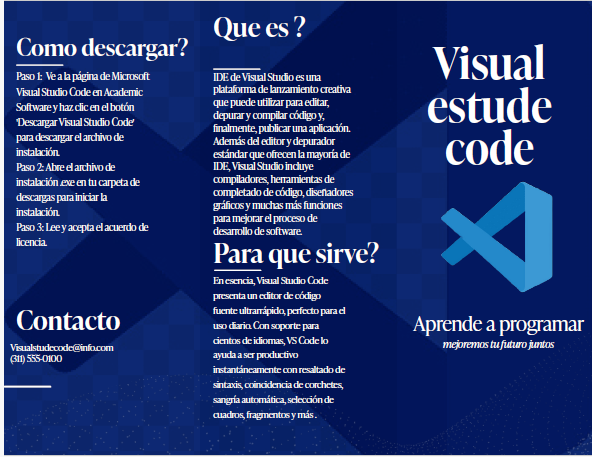 Como descargar?
Paso 1: Ve a la página de Microsoft
Visual Studio Code en Academic
Software y haz clic en el botón
'Descargar Visual Studio Code'
para descargar el archivo de
instalación.
Paso 2: Abre el archivo de
instalación .exe en tu carpeta de
descargas para iniciar la
instalación.
Paso 3: Lee y acepta el acuerdo de
licencia.
Contacto
Visualstudecode@info.com
(311) 555-0100
Que es ?
IDE de Visual Studio es una
plataforma de lanzamiento creativa
que puede utilizar para editar,
depurar y compilar código y,
finalmente, publicar una aplicación.
Además del editor y depurador
estándar que ofrecen la mayoría de
IDE, Visual Studio incluye
compiladores, herramientas de
completado de código, diseñadores
gráficos y muchas más funciones
para mejorar el proceso de
desarrollo de software.
Para que sirve?
En esencia, Visual Studio Code
presenta un editor de código
fuente ultrarrápido, perfecto para el
uso diario. Con soporte para
cientos de idiomas, VS Code lo
ayuda a ser productivo
instantáneamente con resaltado de
sintaxis, coincidencia de corchetes,
sangría automática, selección de
cuadros, fragmentos y más .
Visual
estude
code
Aprende a programar
mejoremos tu futuro juntos